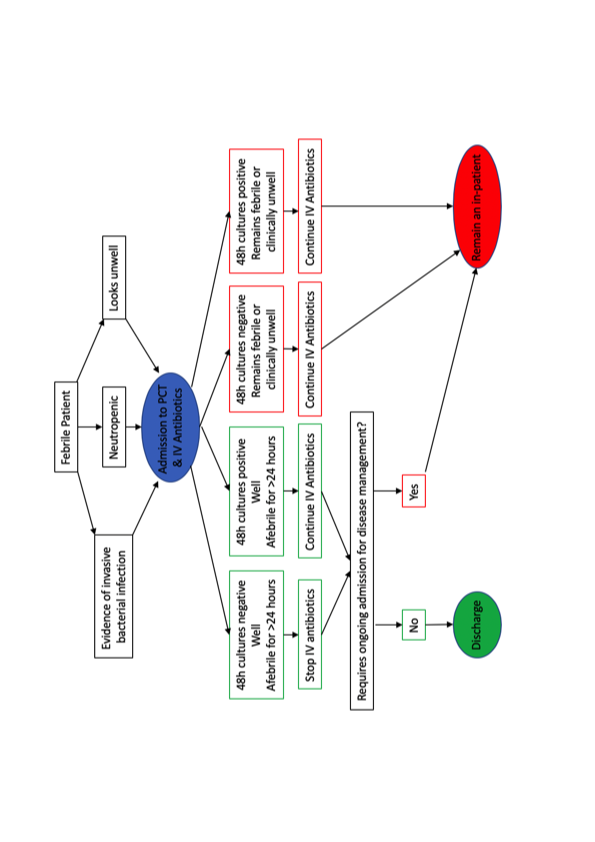 Febrile Patient
Evidence of invasive
bacterial infection
Neutropenic
Looks unwell
Admission to PCT
& IV Antibiotics
48h cultures negative
Well
Afebrile for >24 hours
48h cultures positive
Well
Afebrile for >24 hours
48h cultures negative
Remains febrile or
clinically unwell
48h cultures positive
Remains febrile or
clinically unwell
Stop IV antibiotics
Continue IV Antibiotics
Continue IV Antibiotics
Continue IV Antibiotics
Requires ongoing admission for disease management?
No
Yes
Discharge
Remain an in-patient